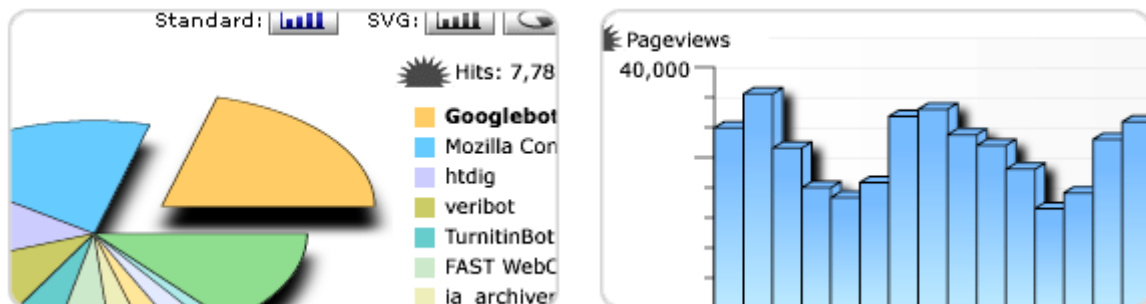 Standard: SVG:
Hits: 7,78
Googlebot
Mozilla Con
htdig
veribot
TurnitinBot
FAST WebC
ia_archiver
Pageviews
40,000